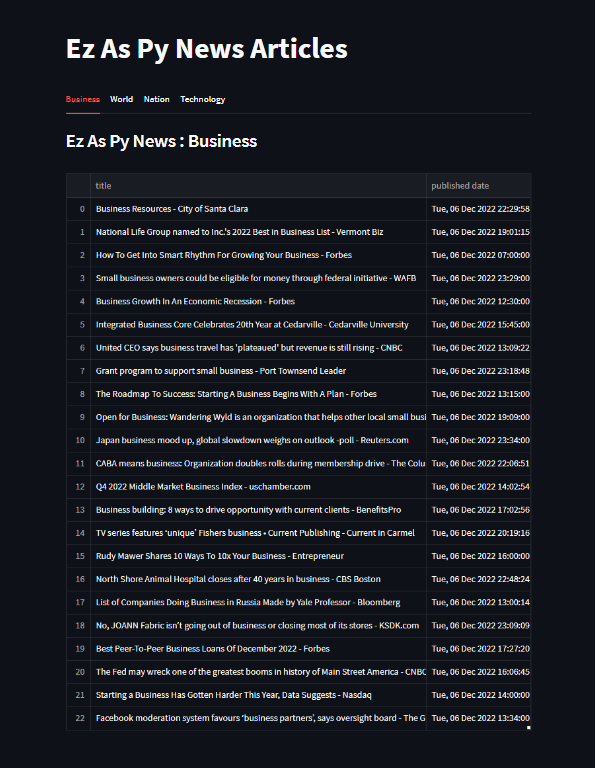 Ez As Py News Articles
Business World Nation Technology
Ez As Py News : Business
title published date
0 Business Resources - City of Santa Clara Tue, 06 Dec 2022 22:29:58
1 National Life Group named to Inc.'s 2022 Best in Business List - Vermont Biz Tue, 06 Dec 2022 19:01:15
2 How To Get Into Smart Rhythm For Growing Your Business - Forbes Tue, 06 Dec 2022 07:00:00
3 Small business owners could be eligible for money through federal initiative - WAFB Tue, 06 Dec 2022 23:29:00
4 Business Growth In An Economic Recession - Forbes Tue, 06 Dec 2022 12:30:00
5 Integrated Business Core Celebrates 20th Year at Cedarville - Cedarville University Tue, 06 Dec 2022 15:45:00
6 United CEO says business travel has 'plateaued' but revenue is still rising - CNBC Tue, 06 Dec 2022 13:09:22
7 Grant program to support small business - Port Townsend Leader Tue, 06 Dec 2022 23:18:48
8 The Roadmap To Success: Starting A Business Begins With A Plan - Forbes Tue, 06 Dec 2022 13:15:00
9 Open for Business: Wandering Wyld is an organization that helps other local small busi Tue, 06 Dec 2022 19:09:00
10 Japan business mood up, global slowdown weighs on outlook -poll - Reuters.com Tue, 06 Dec 2022 23:34:00
11 CABA means business: Organization doubles rolls during membership drive - The Colu Tue, 06 Dec 2022 22:06:51
12 Q4 2022 Middle Market Business Index - uschamber.com Tue, 06 Dec 2022 14:02:54
13 Business building: 8 ways to drive opportunity with current clients - BenefitsPro Tue, 06 Dec 2022 17:02:56
14 TV series features ‘unique’ Fishers business • Current Publishing - Current in Carmel Tue, 06 Dec 2022 20:19:16
15 Rudy Mawer Shares 10 Ways To 10x Your Business - Entrepreneur Tue, 06 Dec 2022 16:00:00
16 North Shore Animal Hospital closes after 40 years in business - CBS Boston Tue, 06 Dec 2022 22:48:24
17 List of Companies Doing Business in Russia Made by Yale Professor - Bloomberg Tue, 06 Dec 2022 13:00:14
18 No, JOANN Fabric isn’t going out of business or closing most of its stores - KSDK.com Tue, 06 Dec 2022 23:09:09
19 Best Peer-To-Peer Business Loans Of December 2022 - Forbes Tue, 06 Dec 2022 17:27:20
20 The Fed may wreck one of the greatest booms in history of Main Street America - CNBC Tue, 06 Dec 2022 16:06:45
21 Starting a Business Has Gotten Harder This Year, Data Suggests - Nasdaq Tue, 06 Dec 2022 14:00:00
22 Facebook moderation system favours ‘business partners’, says oversight board - The G Tue, 06 Dec 2022 13:34:00